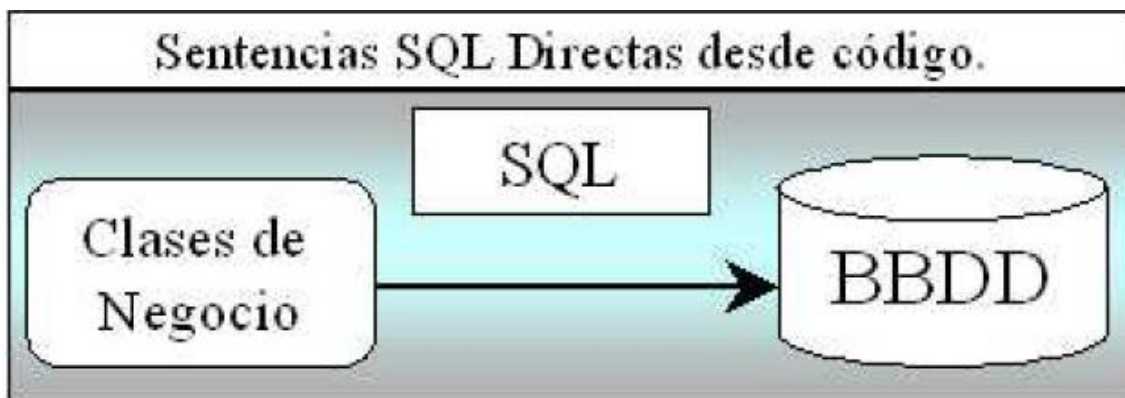 Sentencias SQL Directas desde código.
SQL
Clases de
Negocio
BBDD